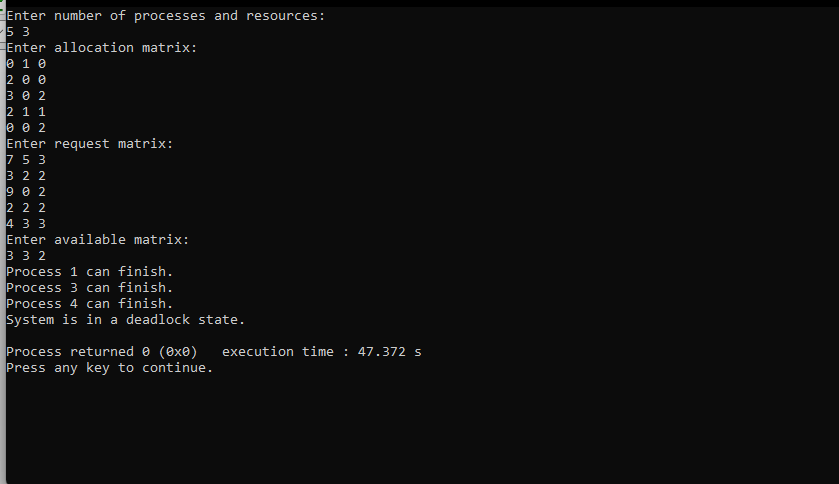 Enter number of processes and resources:
5 3
Enter allocation matrix:
0 1 0
2 0 0
3 0 2
2 1 1
0 0 2
Enter request matrix:
7 5 3
3 2 2
9 0 2
2 2 2
4 3 3
Enter available matrix:
3 3 2
Process 1 can finish.
Process 3 can finish.
Process 4 can finish.
System is in a deadlock state.

Process returned 0 (0x0)   execution time : 47.372 s
Press any key to continue.